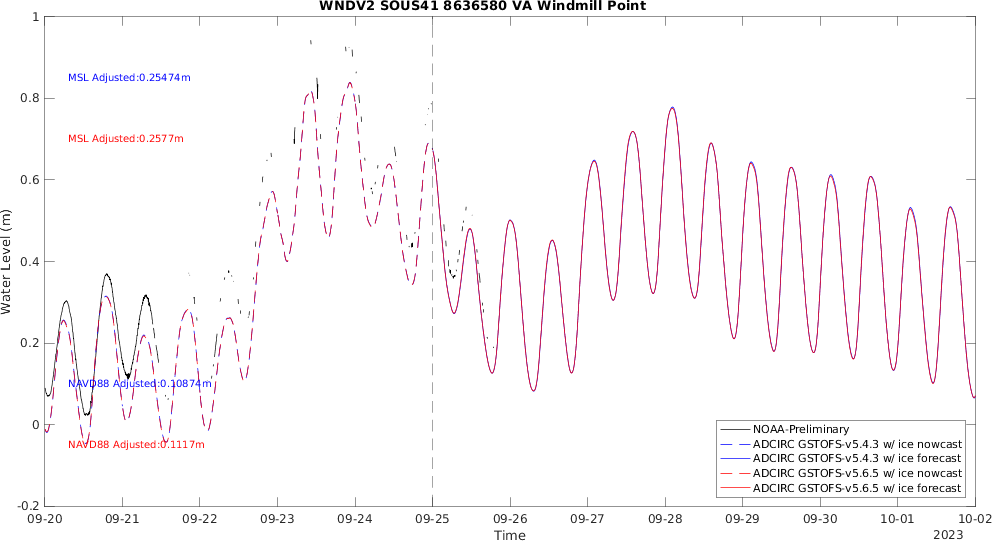 WNDV2 SOUS41 8636580 VA Windmill Point
1
0.8
0.6
0.4
0.2
0
-0.2
Water Level (m)
MSL Adjusted:0.25474m
MSL Adjusted:0.2577m
NAVD88 Adjusted:0.10874m
NAVD88 Adjusted:0.1117m
NOAA-Preliminary
ADCIRC GSTOFS-v5.4.3 w/ ice nowcast
ADCIRC GSTOFS-v5.4.3 w/ ice forecast
ADCIRC GSTOFS-v5.6.5 w/ ice nowcast
ADCIRC GSTOFS-v5.6.5 w/ ice forecast
09-20 09-21 09-22 09-23 09-24 09-25 09-26 09-27 09-28 09-29 09-30 10-01 10-02
Time
2023